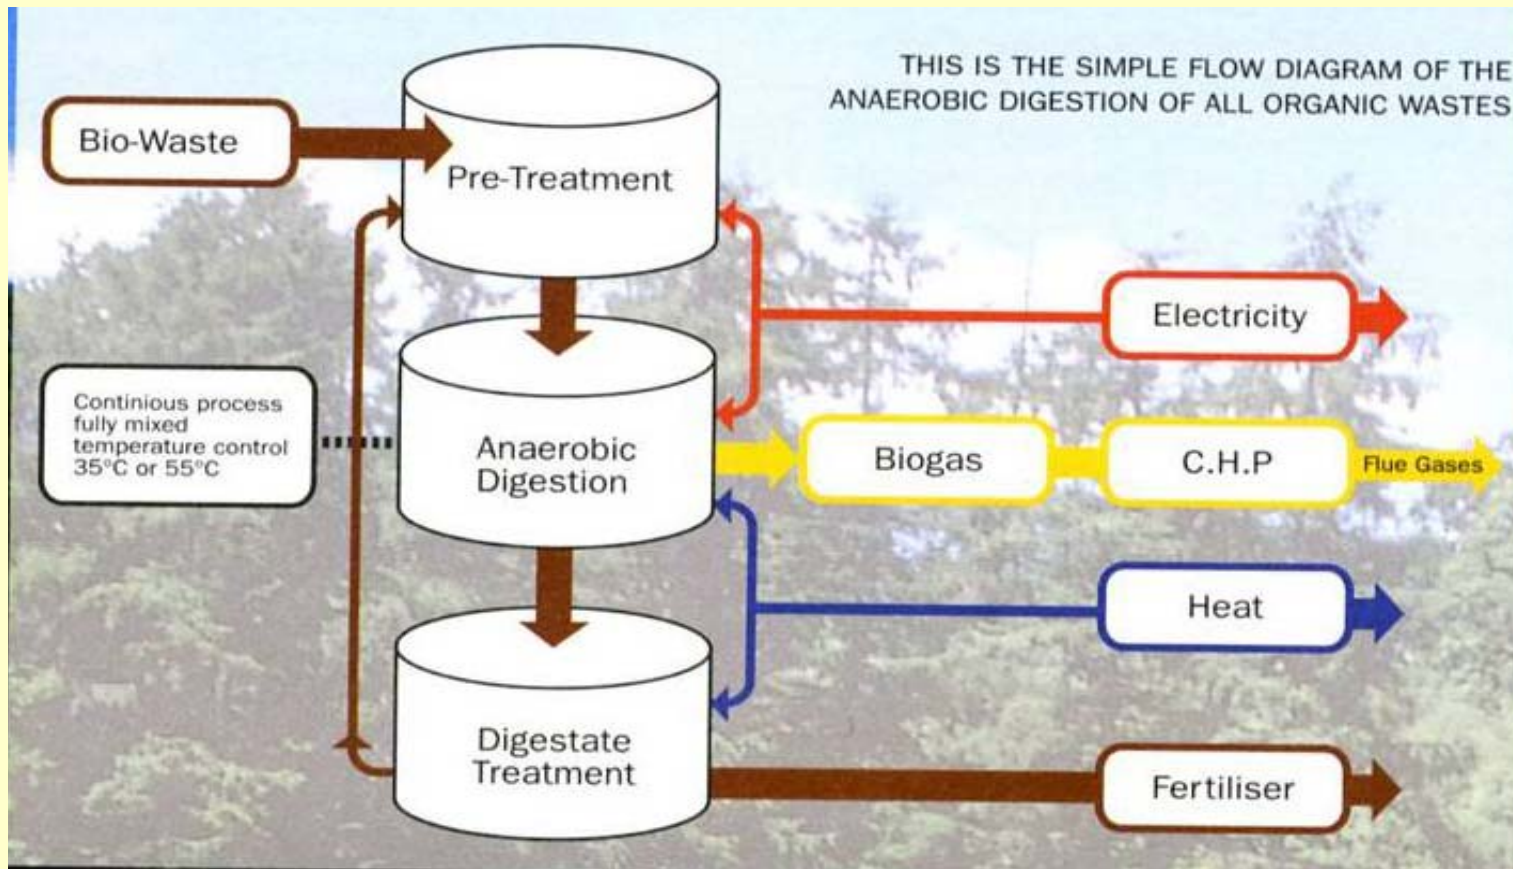 THIS IS THE SIMPLE FLOW DIAGRAM OF THE
ANAEROBIC DIGESTION OF ALL ORGANIC WASTES
Bio-Waste
Pre-Treatment
Electricity
Continious process
fully mixed
temperature control
35°C or 55°C
Anaerobic
Digestion
Biogas
C.H.P
Flue Gases
Heat
Digestate
Treatment
Fertiliser